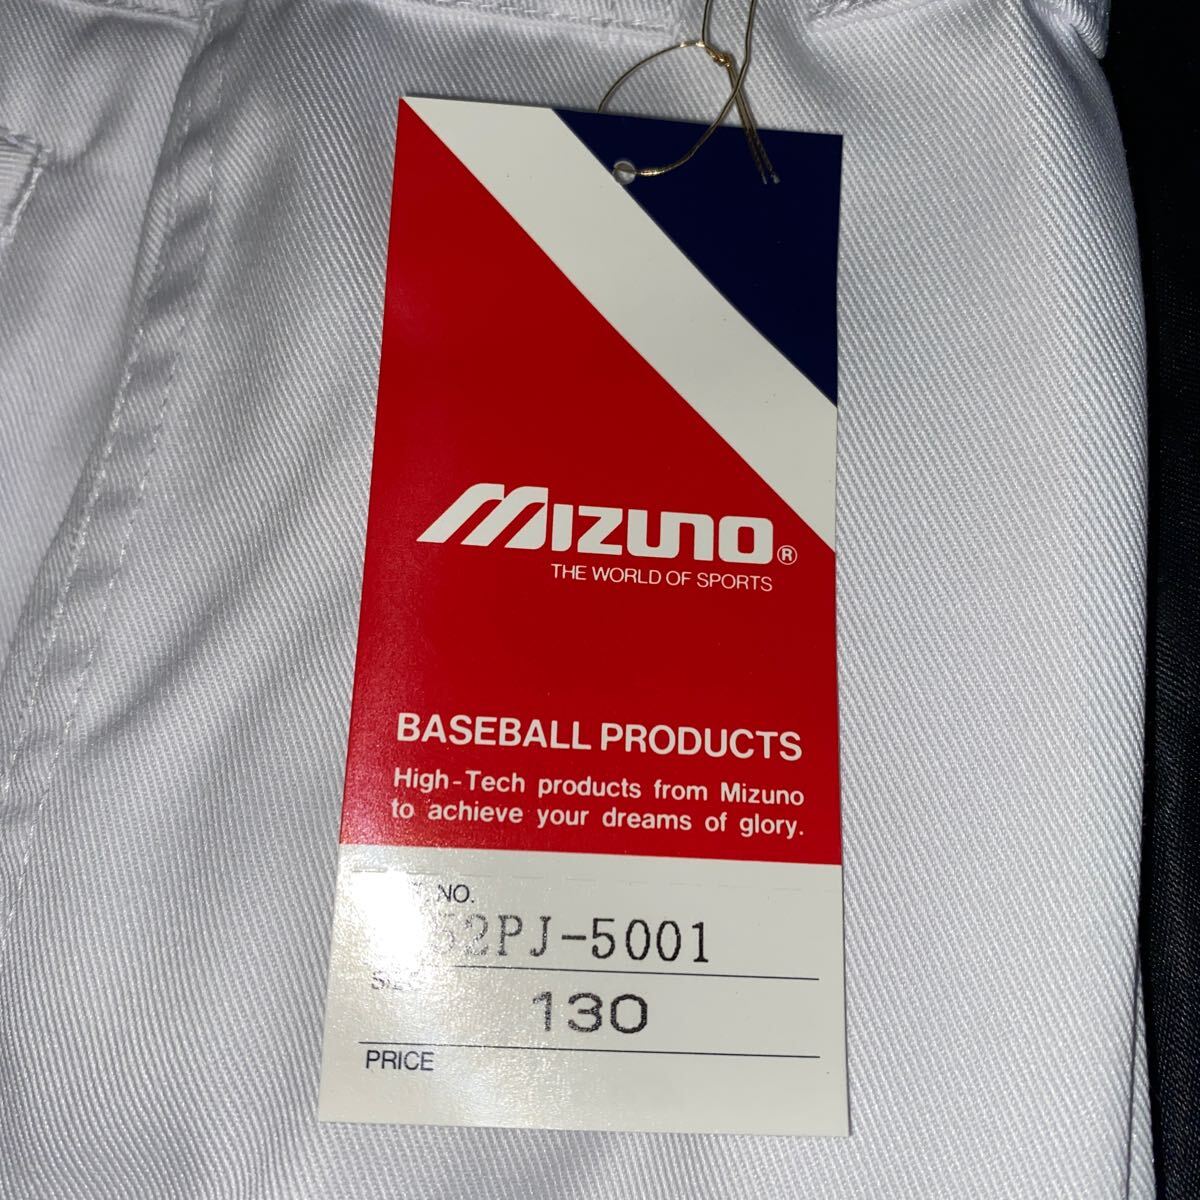 MIZUNO®
THE WORLD OF SPORTS
BASEBALL PRODUCTS
High-Tech products from Mizuno
to achieve your dreams of glory.
NO.
52PJ-5001
SIZE
130
PRICE